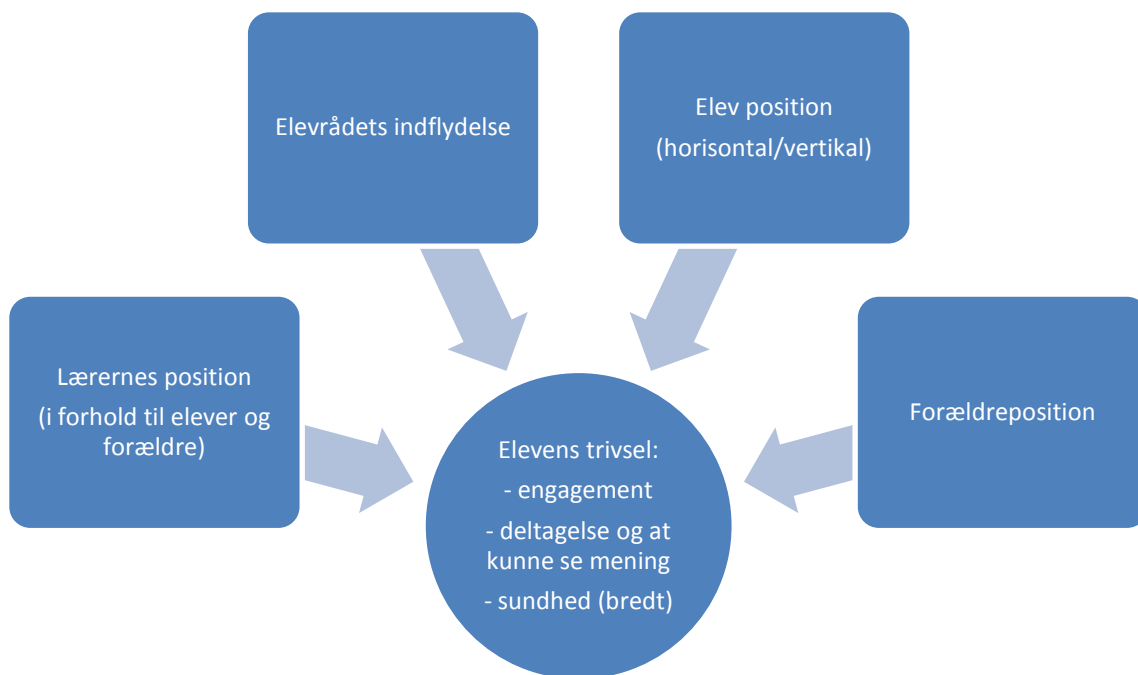 Elevrådets indflydelse
Elev position
(horisontal/vertikal)
Lærernes position
(i forhold til elever og
forældre)
Forældreposition
Elevens trivsel:
- engagement
- deltagelse og at
kunne se mening
- sundhed (bredt)